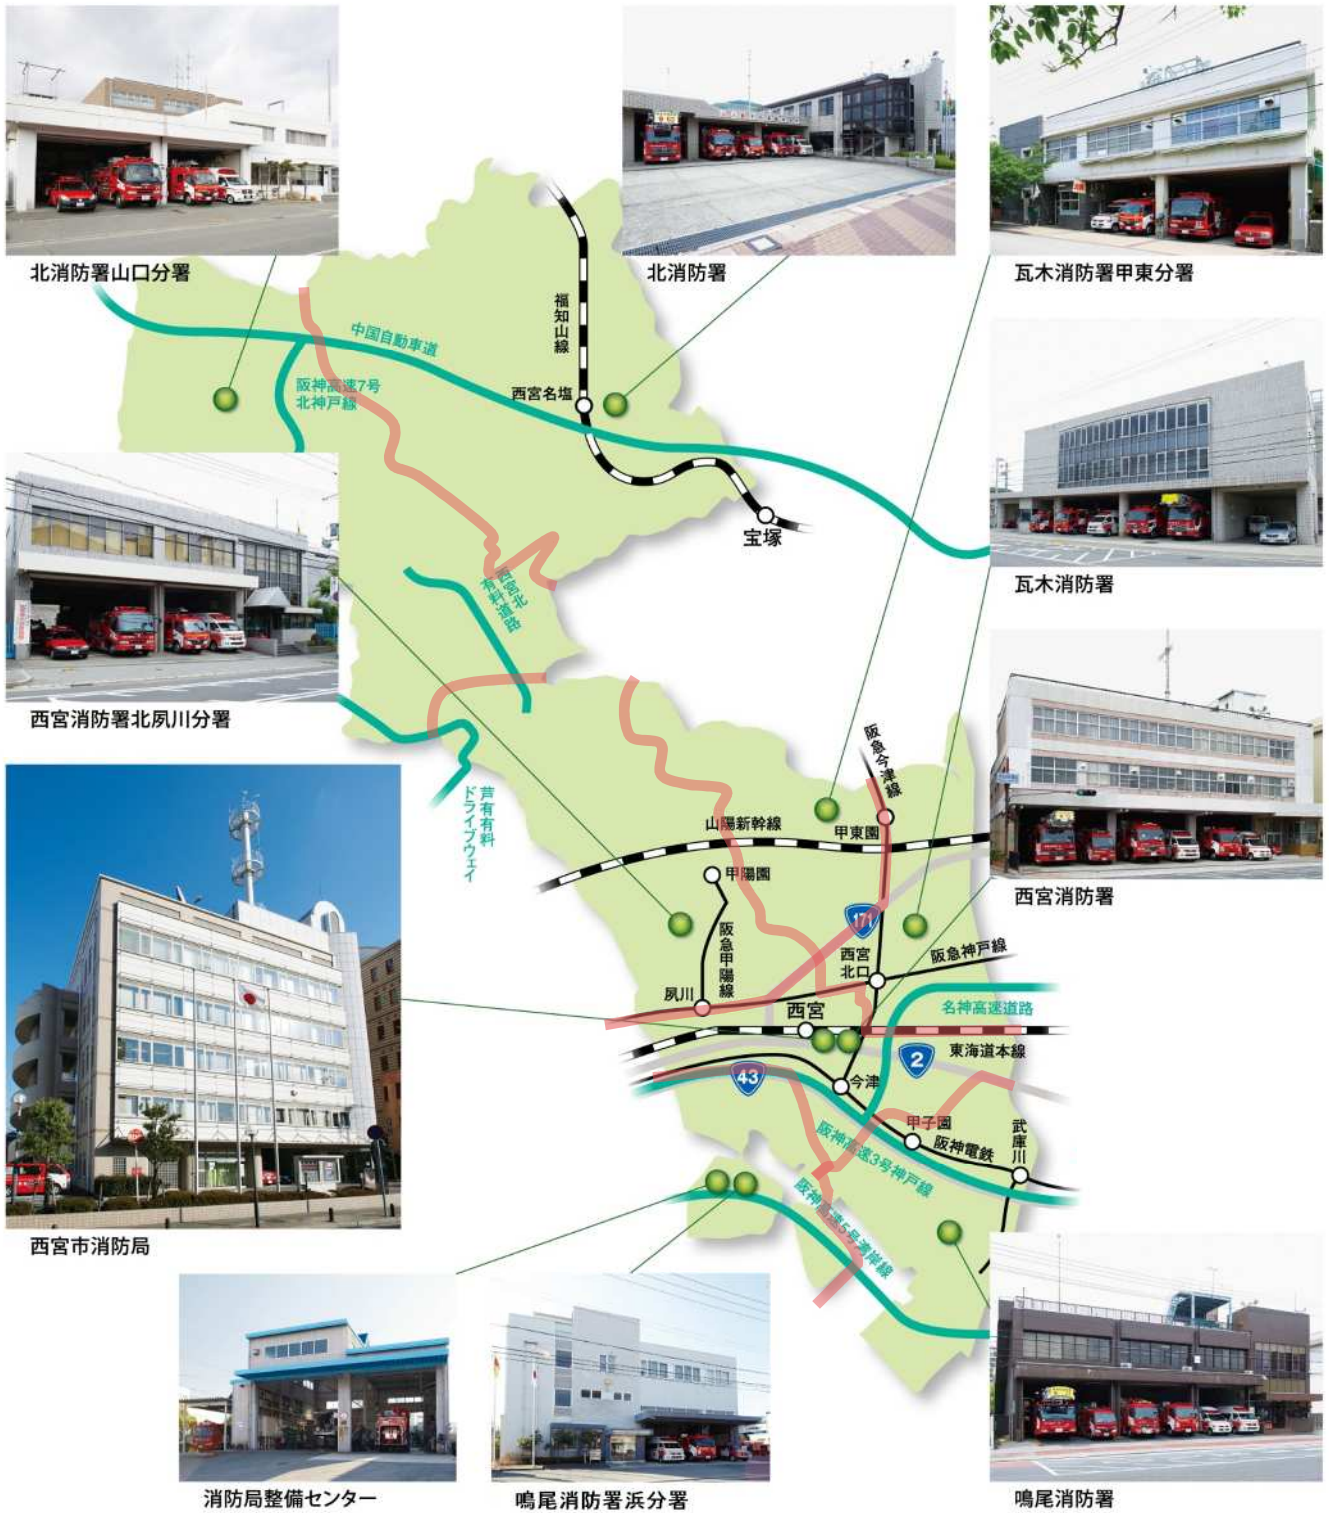 北消防署山口分署
北消防署
瓦木消防署甲東分署
福知山線
中国自動車道
阪神高速7号
北神戸線
西宮名塩
宝塚
瓦木消防署
西宮北
有料道路
西宮消防署北夙川分署
阪急今津線
芦有有料
ドライブウェイ
山陽新幹線
甲東園
甲陽園
西宮消防署
171
阪急甲陽線
西宮
北口
阪急神戸線
夙川
西宮
名神高速道路
東海道本線
2
43
今津
甲子園
阪神電鉄
武庫川
阪神高速3号神戸線
阪神高速5号湾岸線
西宮市消防局
消防局整備センター
鳴尾消防署浜分署
鳴尾消防署